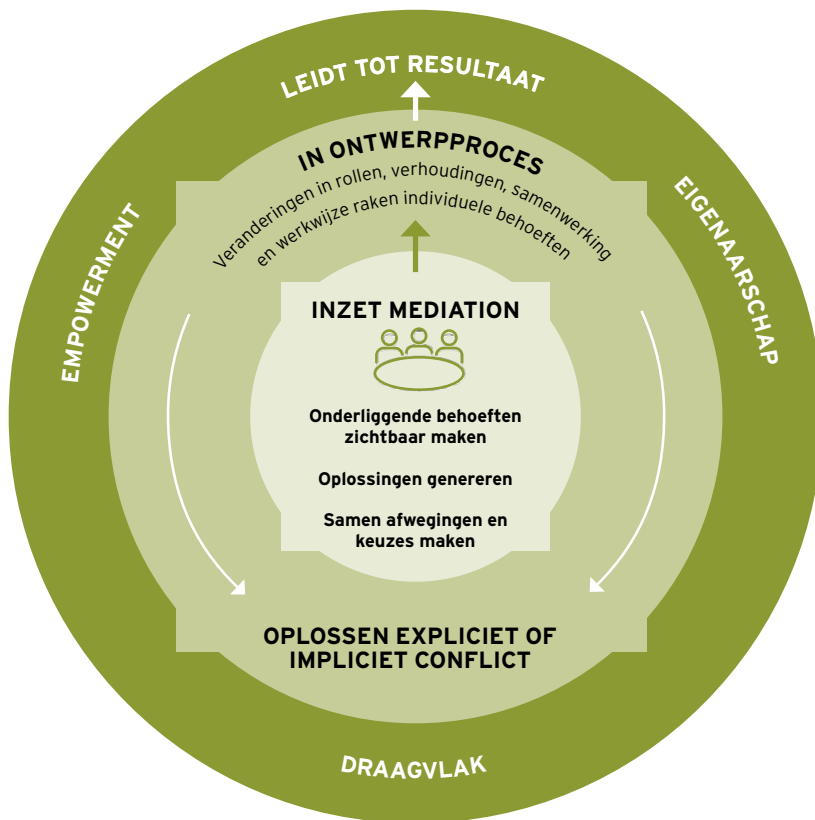 LEIDT TOT RESULTAAT
IN ONTWERPPROCES
Veranderingen in rollen, verhoudingen, samenwerking
en werkwijze raken individuele behoeften
EMPOWERMENT
EIGENAARSCHAP
INZET MEDIATION
Onderliggende behoeften
zichtbaar maken
Oplossingen genereren
Samen afwegingen en
keuzes maken
OPLOSSEN EXPLICIET OF
IMPLICIET CONFLICT
DRAAGVLAK